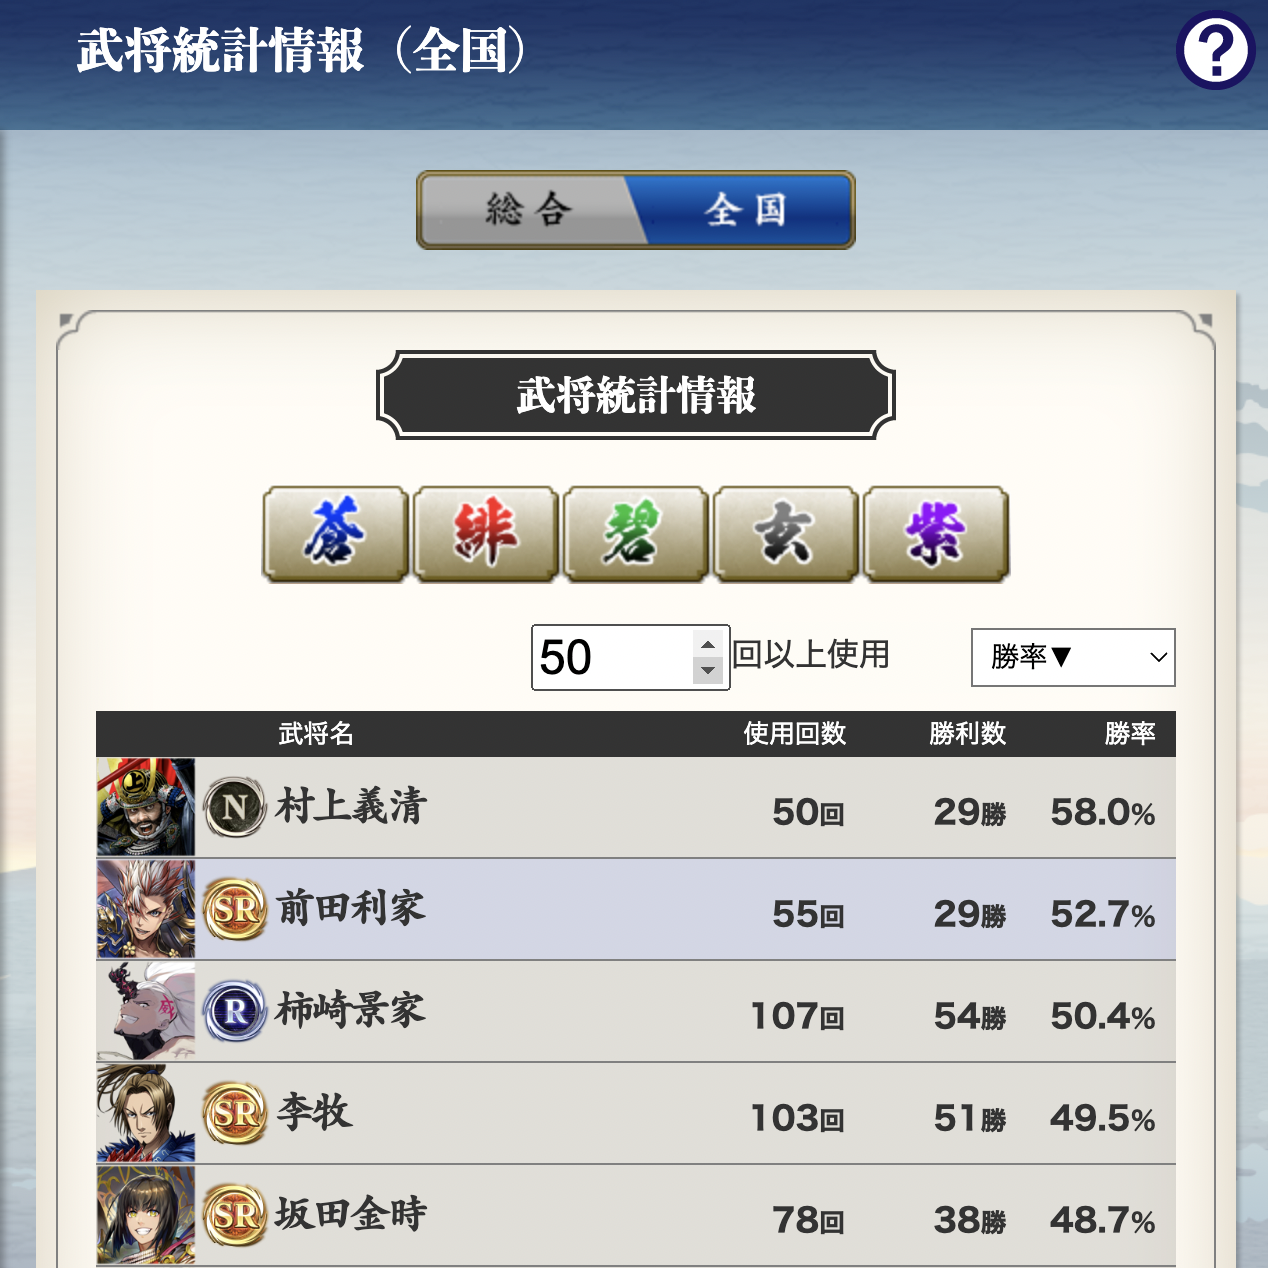 武将統計情報（全国）
?
総合 全国
武将統計情報
蒼 緋 碧 玄 紫
50 回以上使用 勝率▼
武将名 使用回数 勝利数 勝率
N 村上義清 50回 29勝 58.0%
SR 前田利家 55回 29勝 52.7%
R 柿崎景家 107回 54勝 50.4%
SR 李牧 103回 51勝 49.5%
SR 坂田金時 78回 38勝 48.7%